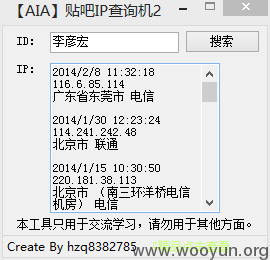 【AIA】贴吧IP查询机2
ID: 李彦宏 搜索
IP:
2014/2/8 11:32:18
116.6.85.114
广东省东莞市 电信
2014/1/30 12:23:24
114.241.242.48
北京市 联通
2014/1/15 10:30:50
220.181.38.113
北京市 (南三环洋桥电信
机房) 电信
本工具只用于交流学习,请勿用于其他方面。
Create By hzq8382785
www.wooyun.org